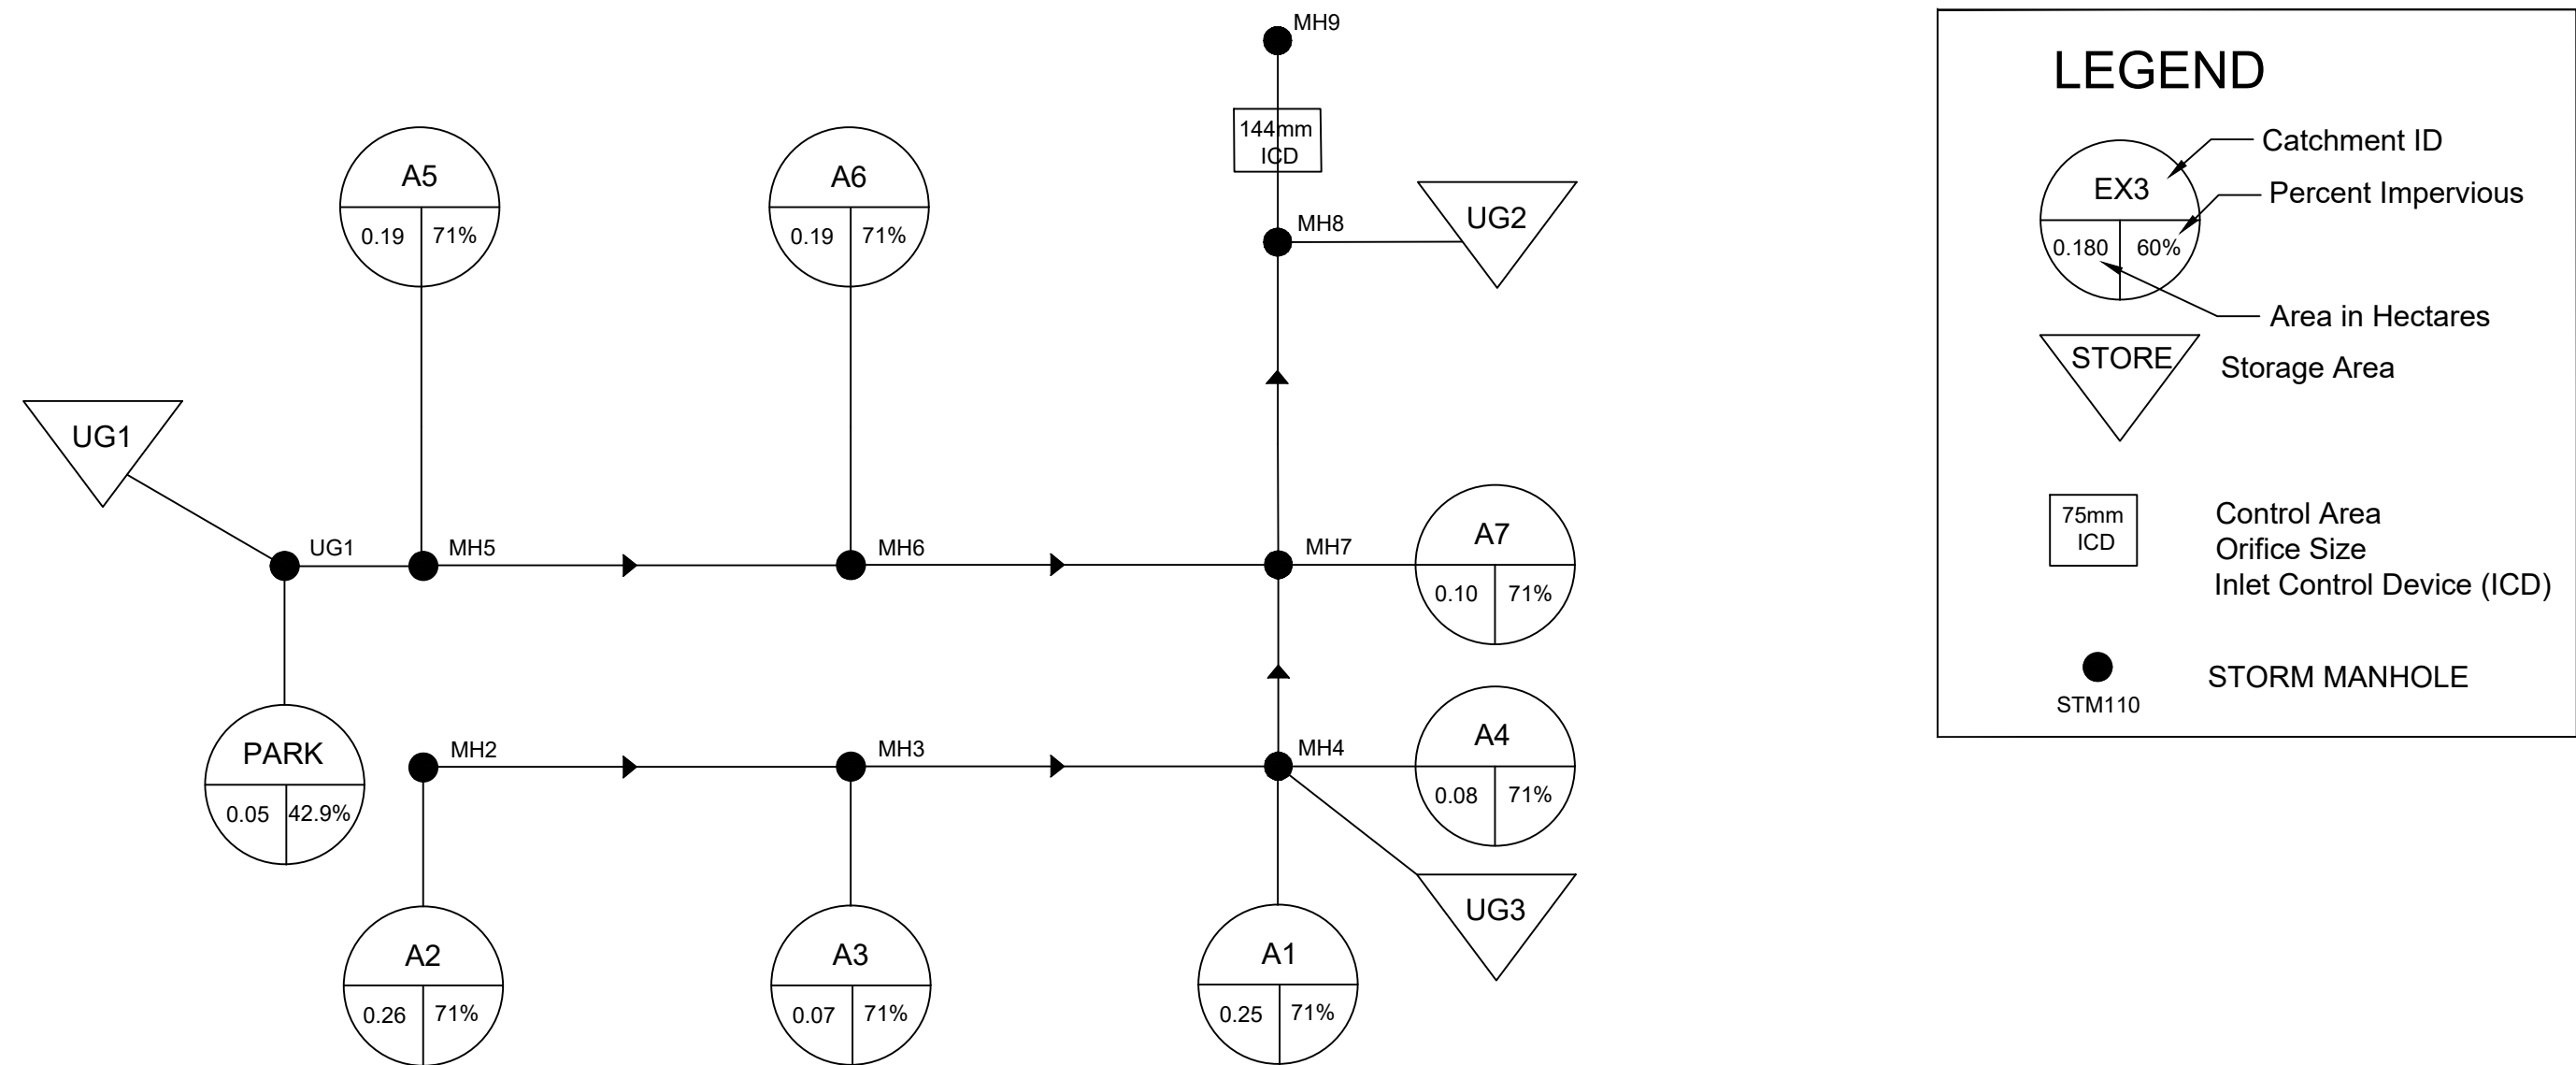 MH9
144mm
ICD
A5
0.19 71%
A6
0.19 71%
MH8
UG2
UG1
UG1
MH5
MH6
MH7
A7
0.10 71%
PARK
0.05 42.9%
MH2
MH3
MH4
A4
0.08 71%
A2
0.26 71%
A3
0.07 71%
A1
0.25 71%
UG3
LEGEND
Catchment ID
EX3
Percent Impervious
0.180 60%
Area in Hectares
STORE
Storage Area
75mm
ICD
Control Area
Orifice Size
Inlet Control Device (ICD)
STM110
STORM MANHOLE